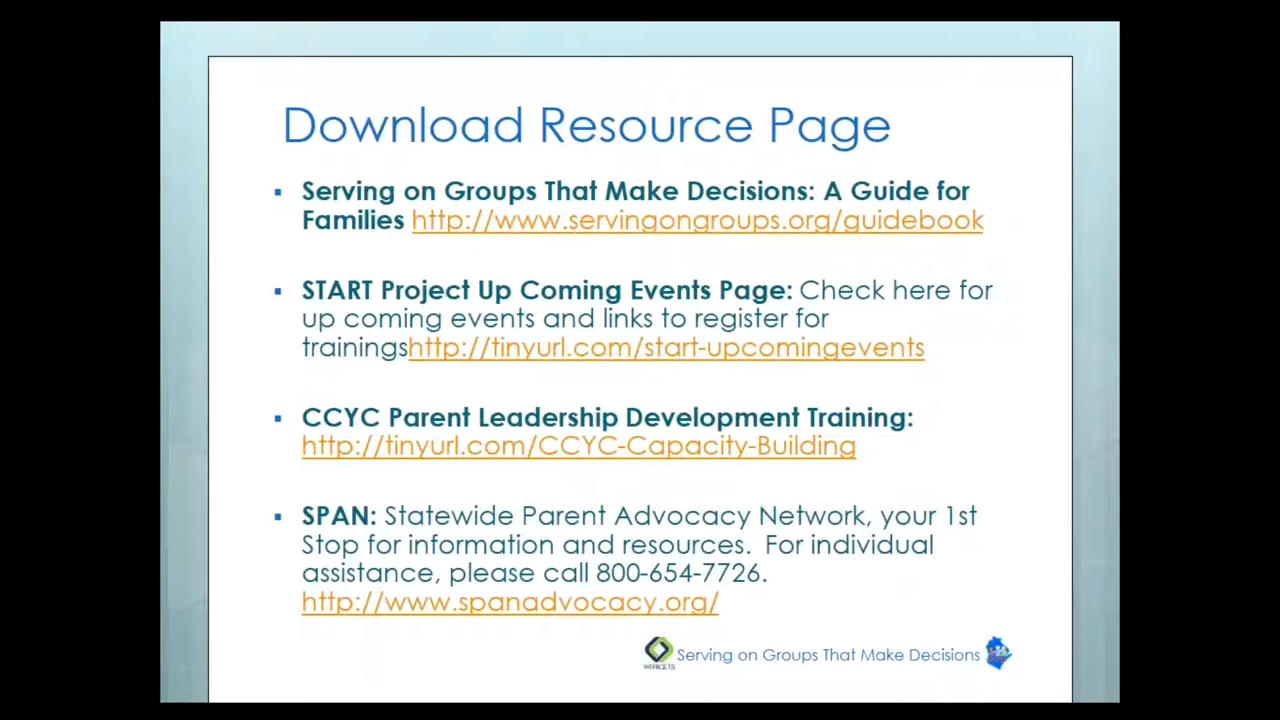 Download Resource Page
▪ Serving on Groups That Make Decisions: A Guide for
Families http://www.servingongroups.org/guidebook
▪ START Project Up Coming Events Page: Check here for
up coming events and links to register for
trainingshttp://tinyurl.com/start-upcomingevents
▪ CCYC Parent Leadership Development Training:
http://tinyurl.com/CCYC-Capacity-Building
▪ SPAN: Statewide Parent Advocacy Network, your 1st
Stop for information and resources. For individual
assistance, please call 800-654-7726.
http://www.spanadvocacy.org/
WI FACETS
Serving on Groups That Make Decisions